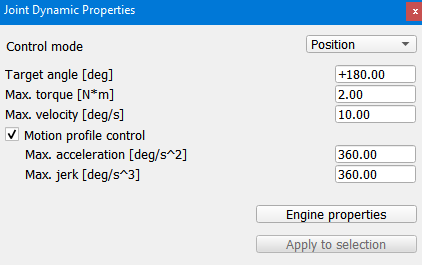 Joint Dynamic Properties x
Control mode Position
Target angle [deg] +180.00
Max. torque [N*m] 2.00
Max. velocity [deg/s] 10.00
Motion profile control
Max. acceleration [deg/s^2] 360.00
Max. jerk [deg/s^3] 360.00
Engine properties
Apply to selection